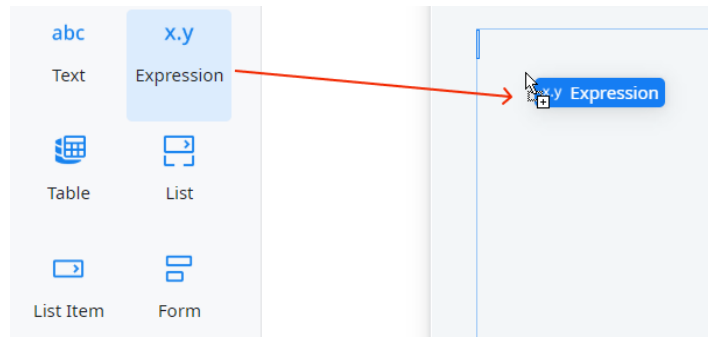 abc
x.y
Text
Expression
x.y Expression
Table
List
List Item
Form